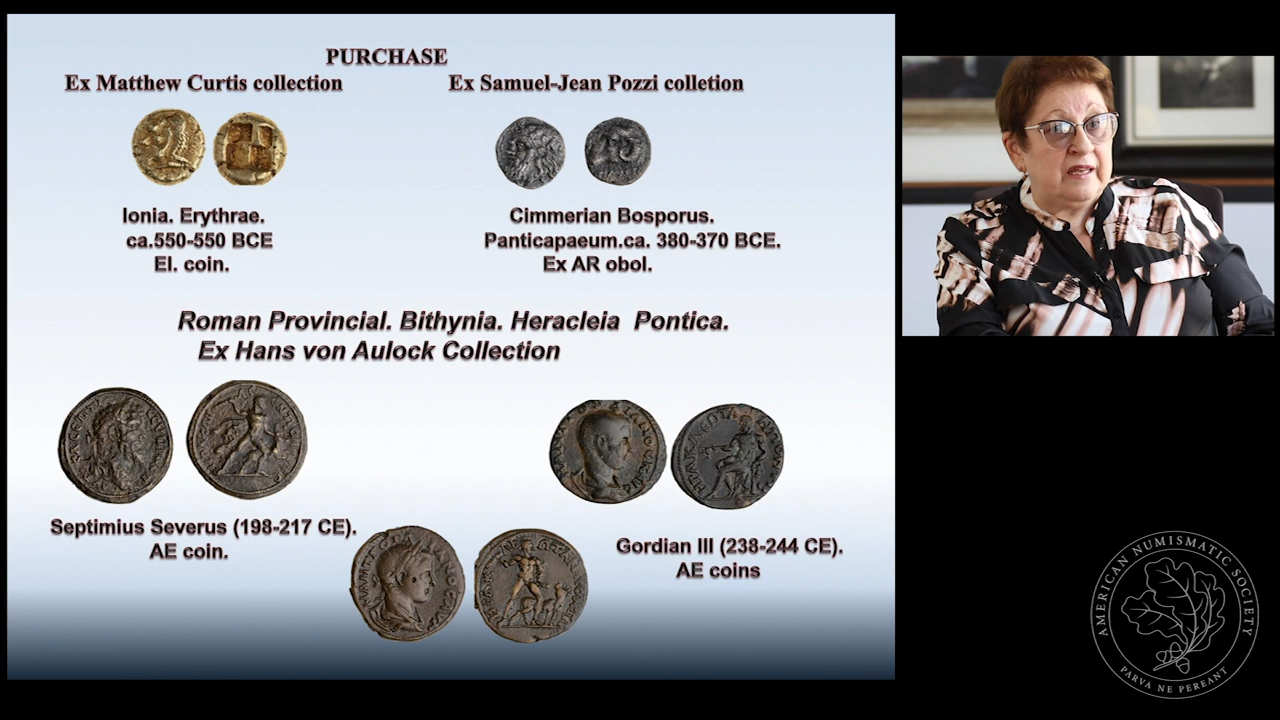 PURCHASE
Ex Matthew Curtis collection
Ex Samuel-Jean Pozzi colletion
Ionia. Erythrae.
ca.550-550 BCE
El. coin.
Cimmerian Bosporus.
Panticapaeum.ca. 380-370 BCE.
Ex AR obol.
Roman Provincial. Bithynia. Heracleia Pontica.
Ex Hans von Aulock Collection
Septimius Severus (198-217 CE).
AE coin.
Gordian III (238-244 CE).
AE coins
AMERICAN NUMISMATIC SOCIETY
PARVA NE PEREANT